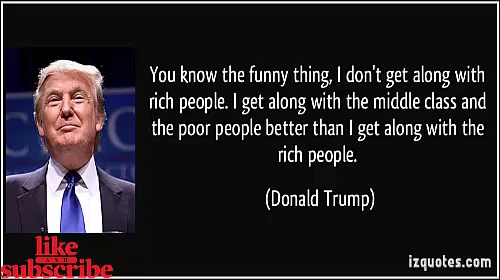 You know the funny thing, I don't get along with
rich people. I get along with the middle class and
the poor people better than I get along with the
rich people.
(Donald Trump)
like
AND
subscribe
izquotes.com